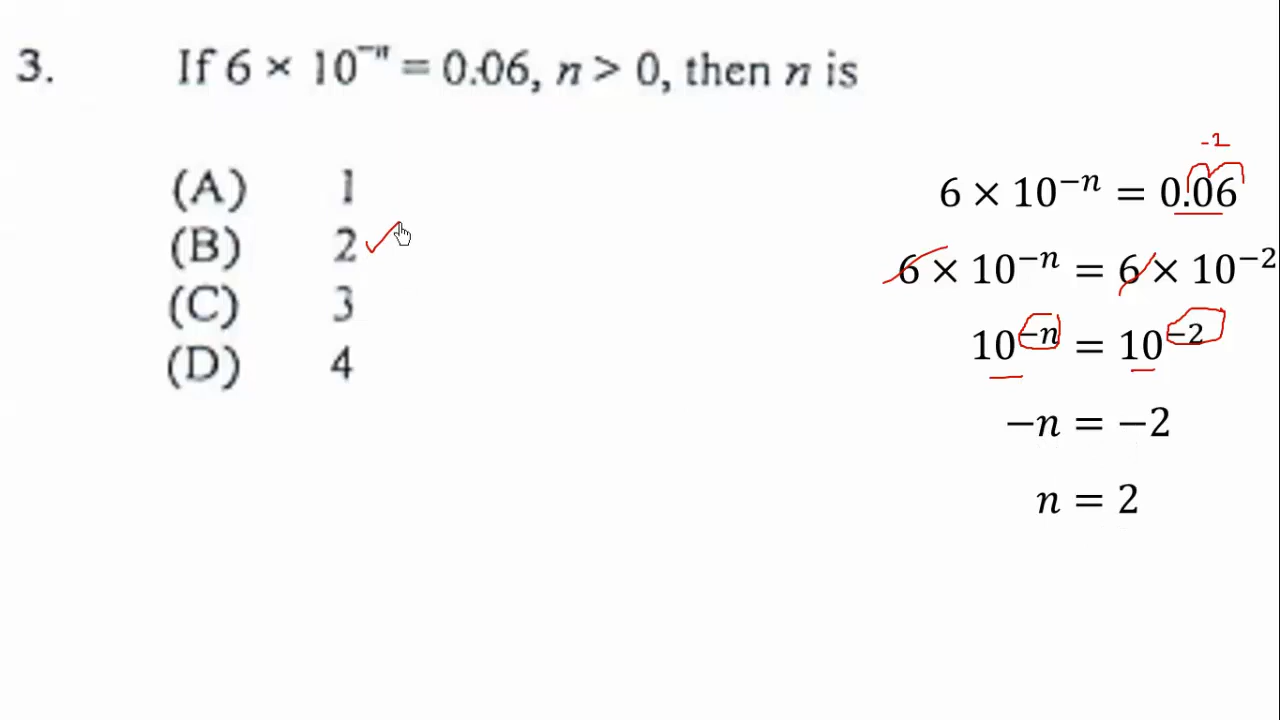 3. If 6 × 10⁻ⁿ = 0.06, n > 0, then n is
(A) 1
(B) 2
(C) 3
(D) 4
-1
6 × 10⁻ⁿ = 0.06
6 × 10⁻ⁿ = 6 × 10⁻²
10⁻ⁿ = 10⁻²
−n = −2
n = 2